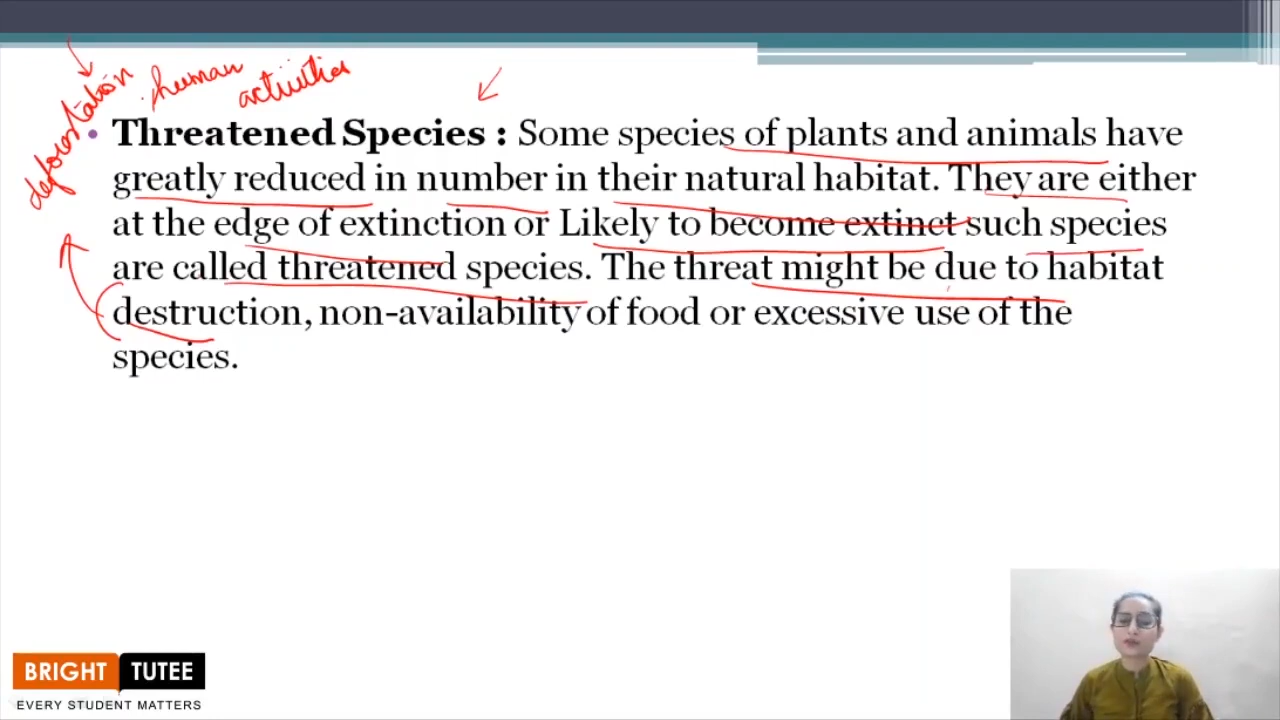 deforestation
human
activities
• Threatened Species : Some species of plants and animals have
greatly reduced in number in their natural habitat. They are either
at the edge of extinction or Likely to become extinct such species
are called threatened species. The threat might be due to habitat
destruction, non-availability of food or excessive use of the
species.
BRIGHT TUTEE
EVERY STUDENT MATTERS